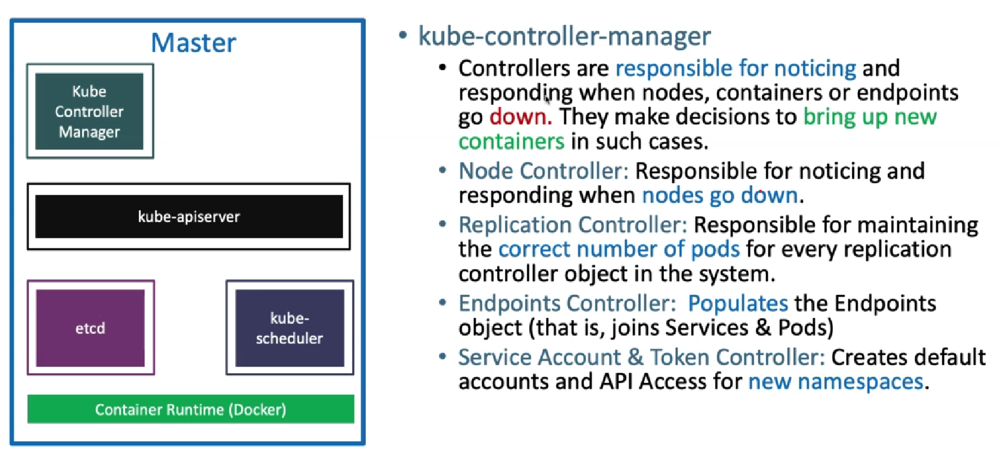 Master
Kube
Controller
Manager
kube-apiserver
etcd
kube-
scheduler
Container Runtime (Docker)
• kube-controller-manager
• Controllers are responsible for noticing and
responding when nodes, containers or endpoints
go down. They make decisions to bring up new
containers in such cases.
• Node Controller: Responsible for noticing and
responding when nodes go down.
• Replication Controller: Responsible for maintaining
the correct number of pods for every replication
controller object in the system.
• Endpoints Controller: Populates the Endpoints
object (that is, joins Services & Pods)
• Service Account & Token Controller: Creates default
accounts and API Access for new namespaces.